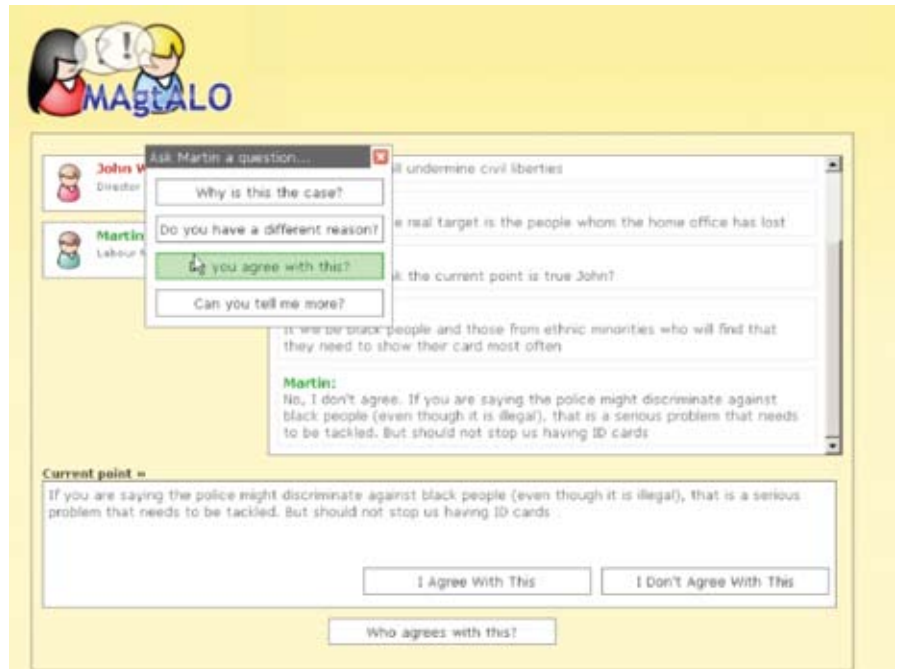 ?!
MAgtALO
John W
Director
Martin
Labour
Ask Martin a question...
Why is this the case?
Do you have a different reason?
you agree with this?
Can you tell me more?
ll undermine civil liberties
e real target is the people whom the home office has lost
k the current point is true John?
It will be black people and those from ethnic minorities who will find that
they need to show their card most often
Martin:
No, I don't agree. If you are saying the police might discriminate against
black people (even though it is illegal), that is a serious problem that needs
to be tackled. But should not stop us having ID cards
Current point =
If you are saying the police might discriminate against black people (even though it is illegal), that is a serious
problem that needs to be tackled. But should not stop us having ID cards
I Agree With This
I Don't Agree With This
Who agrees with this?